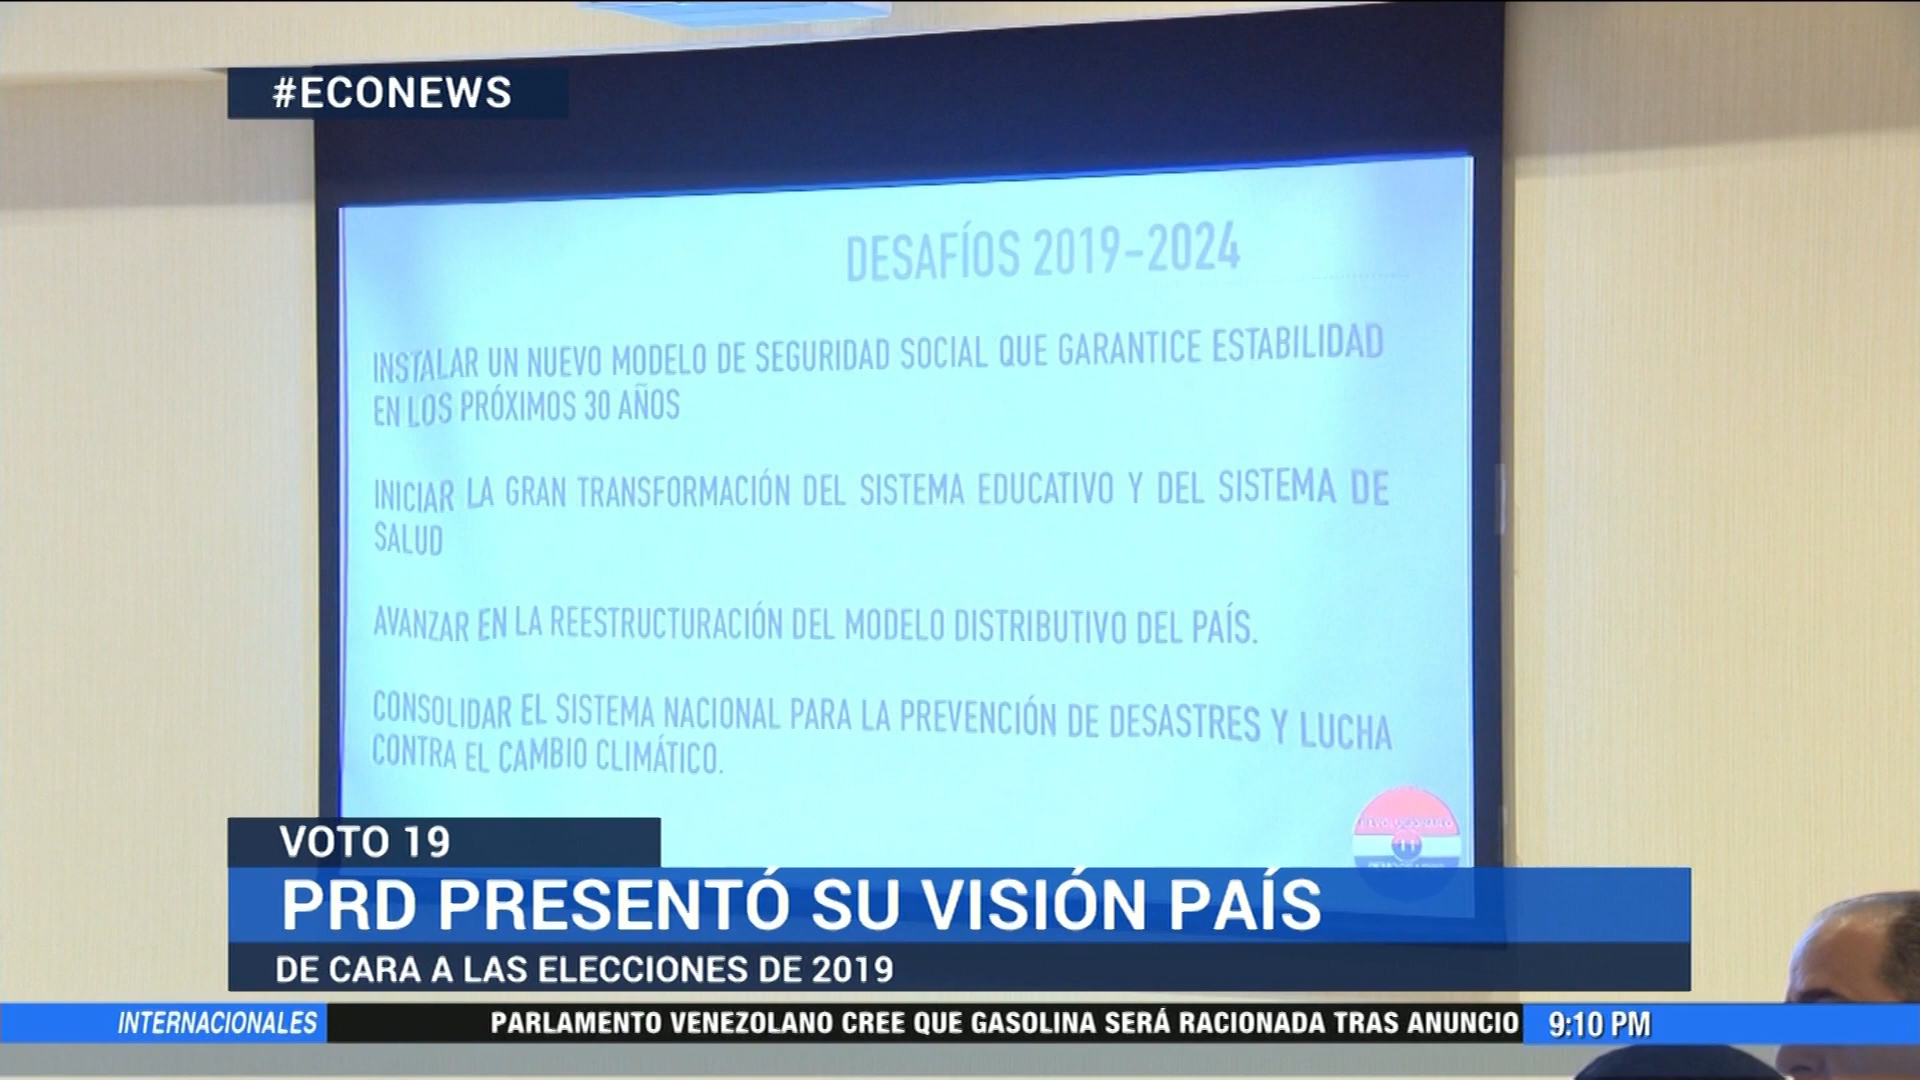 #ECONEWS
DESAFÍOS 2019-2024
INSTALAR UN NUEVO MODELO DE SEGURIDAD SOCIAL QUE GARANTICE ESTABILIDAD
EN LOS PRÓXIMOS 30 AÑOS
INICIAR LA GRAN TRANSFORMACIÓN DEL SISTEMA EDUCATIVO Y DEL SISTEMA DE
SALUD
AVANZAR EN LA REESTRUCTURACIÓN DEL MODELO DISTRIBUTIVO DEL PAÍS.
CONSOLIDAR EL SISTEMA NACIONAL PARA LA PREVENCIÓN DE DESASTRES Y LUCHA
CONTRA EL CAMBIO CLIMÁTICO.
REVOLUCIONARIO
11
VOTO 19
PRD PRESENTÓ SU VISIÓN PAÍS
DE CARA A LAS ELECCIONES DE 2019
INTERNACIONALES PARLAMENTO VENEZOLANO CREE QUE GASOLINA SERÁ RACIONADA TRAS ANUNCIO 9:10 PM